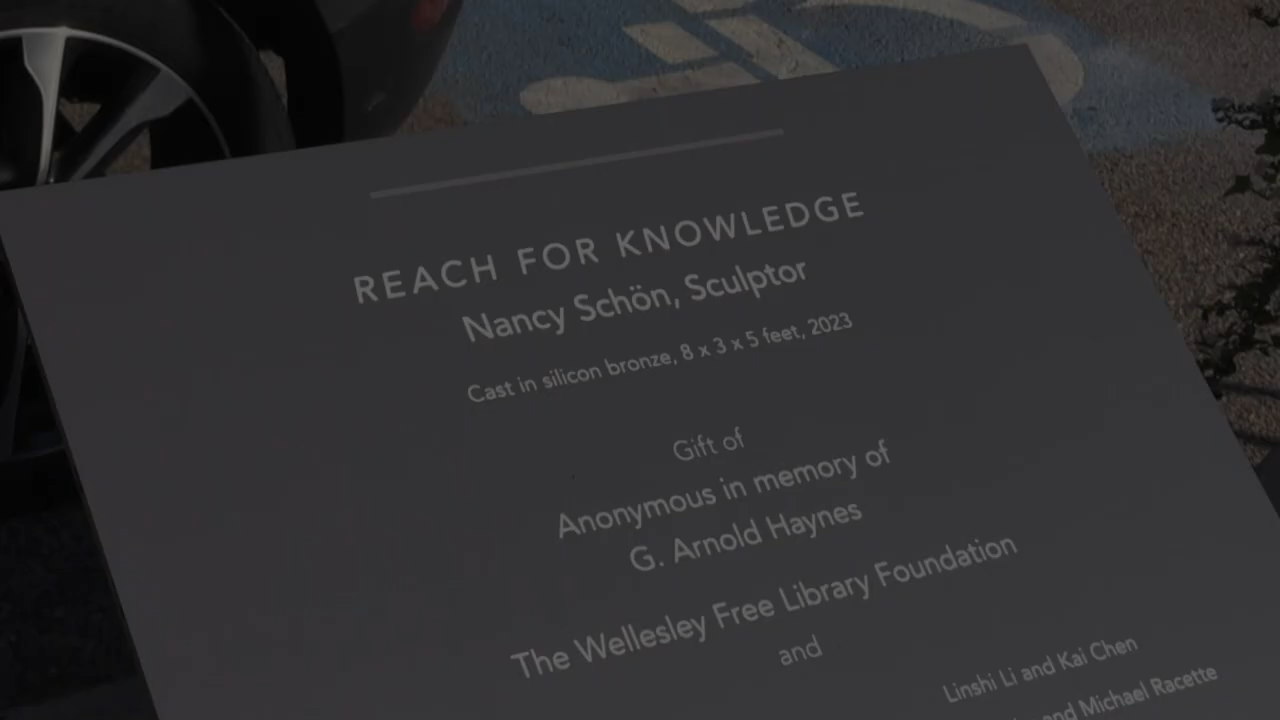 REACH FOR KNOWLEDGE
Nancy Schön, Sculptor
Cast in silicon bronze, 8 x 3 x 5 feet, 2023
Gift of
Anonymous in memory of
G. Arnold Haynes
The Wellesley Free Library Foundation
and
Linshi Li and Kai Chen
and Michael Racette